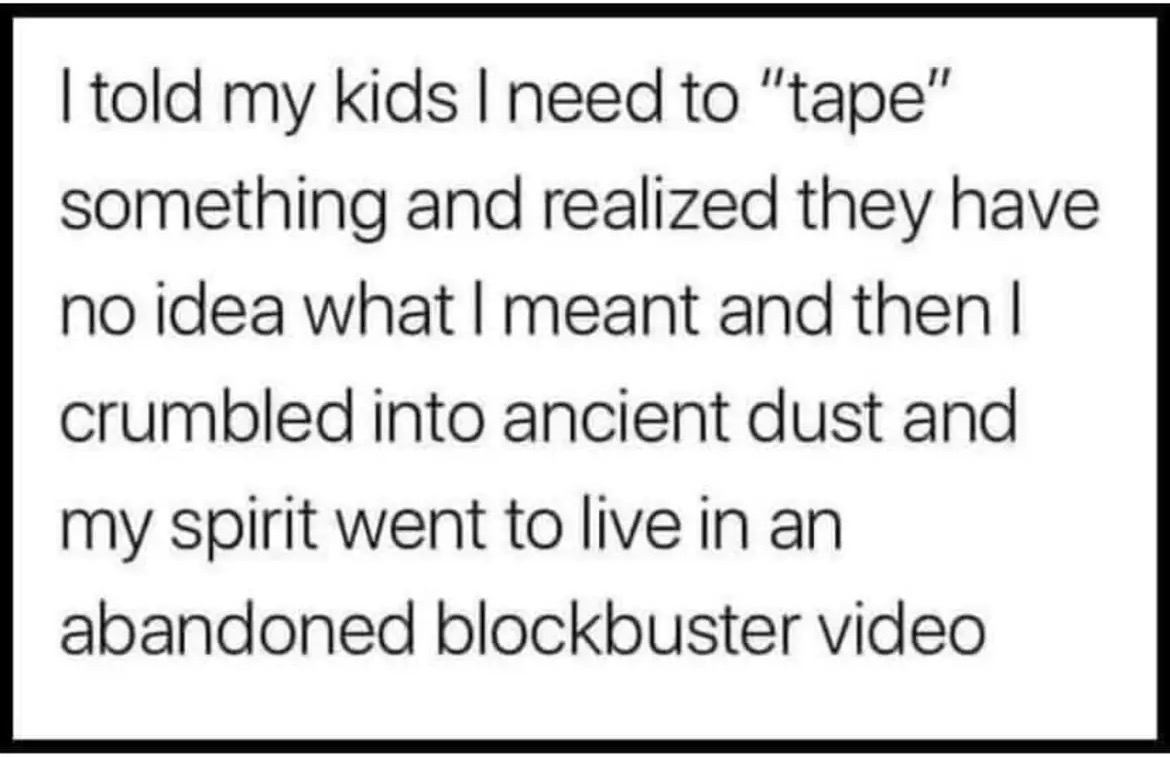 I told my kids I need to "tape"
something and realized they have
no idea what I meant and then I
crumbled into ancient dust and
my spirit went to live in an
abandoned blockbuster video